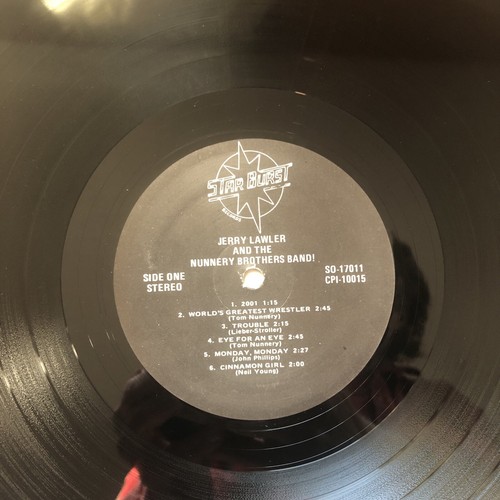 STAR BURST
RECORDS
JERRY LAWLER
AND THE
NUNNERY BROTHERS BAND!
SIDE ONE
STEREO
SO-17011
CPI-10015
1. 2001 1:15
2. WORLD'S GREATEST WRESTLER 2:45
(Tom Nunnery)
3. TROUBLE 2:15
(Lieber-Stroller)
4. EYE FOR AN EYE 2:45
(Tom Nunnery)
5. MONDAY, MONDAY 2:27
(John Phillips)
6. CINNAMON GIRL 2:00
(Neil Young)